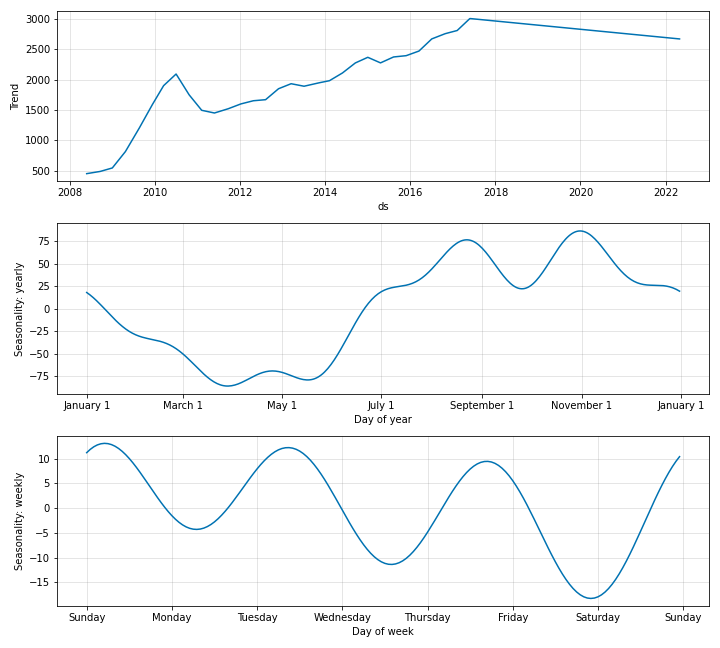 3000
2500
2000
1500
1000
500
Trend
2008 2010 2012 2014 2016 2018 2020 2022
ds
75
50
25
0
−25
−50
−75
Seasonality: yearly
January 1 March 1 May 1 July 1 September 1 November 1 January 1
Day of year
10
5
0
−5
−10
−15
Seasonality: weekly
Sunday Monday Tuesday Wednesday Thursday Friday Saturday Sunday
Day of week